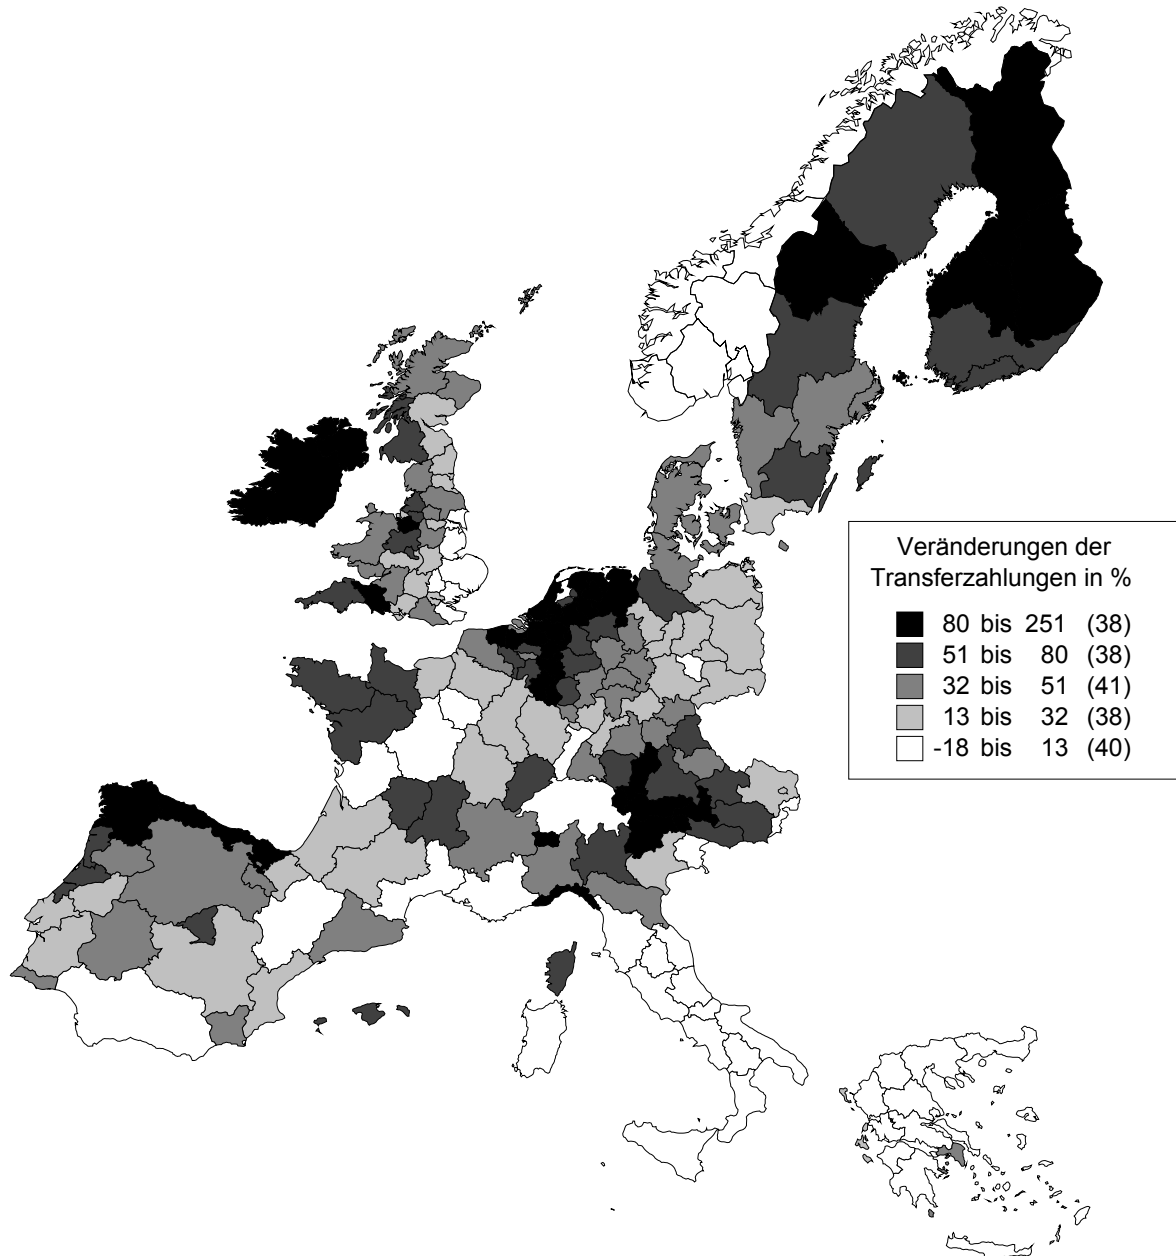 Veränderungen der
Transferzahlungen in %
80 bis 251 (38)
51 bis 80 (38)
32 bis 51 (41)
13 bis 32 (38)
-18 bis 13 (40)